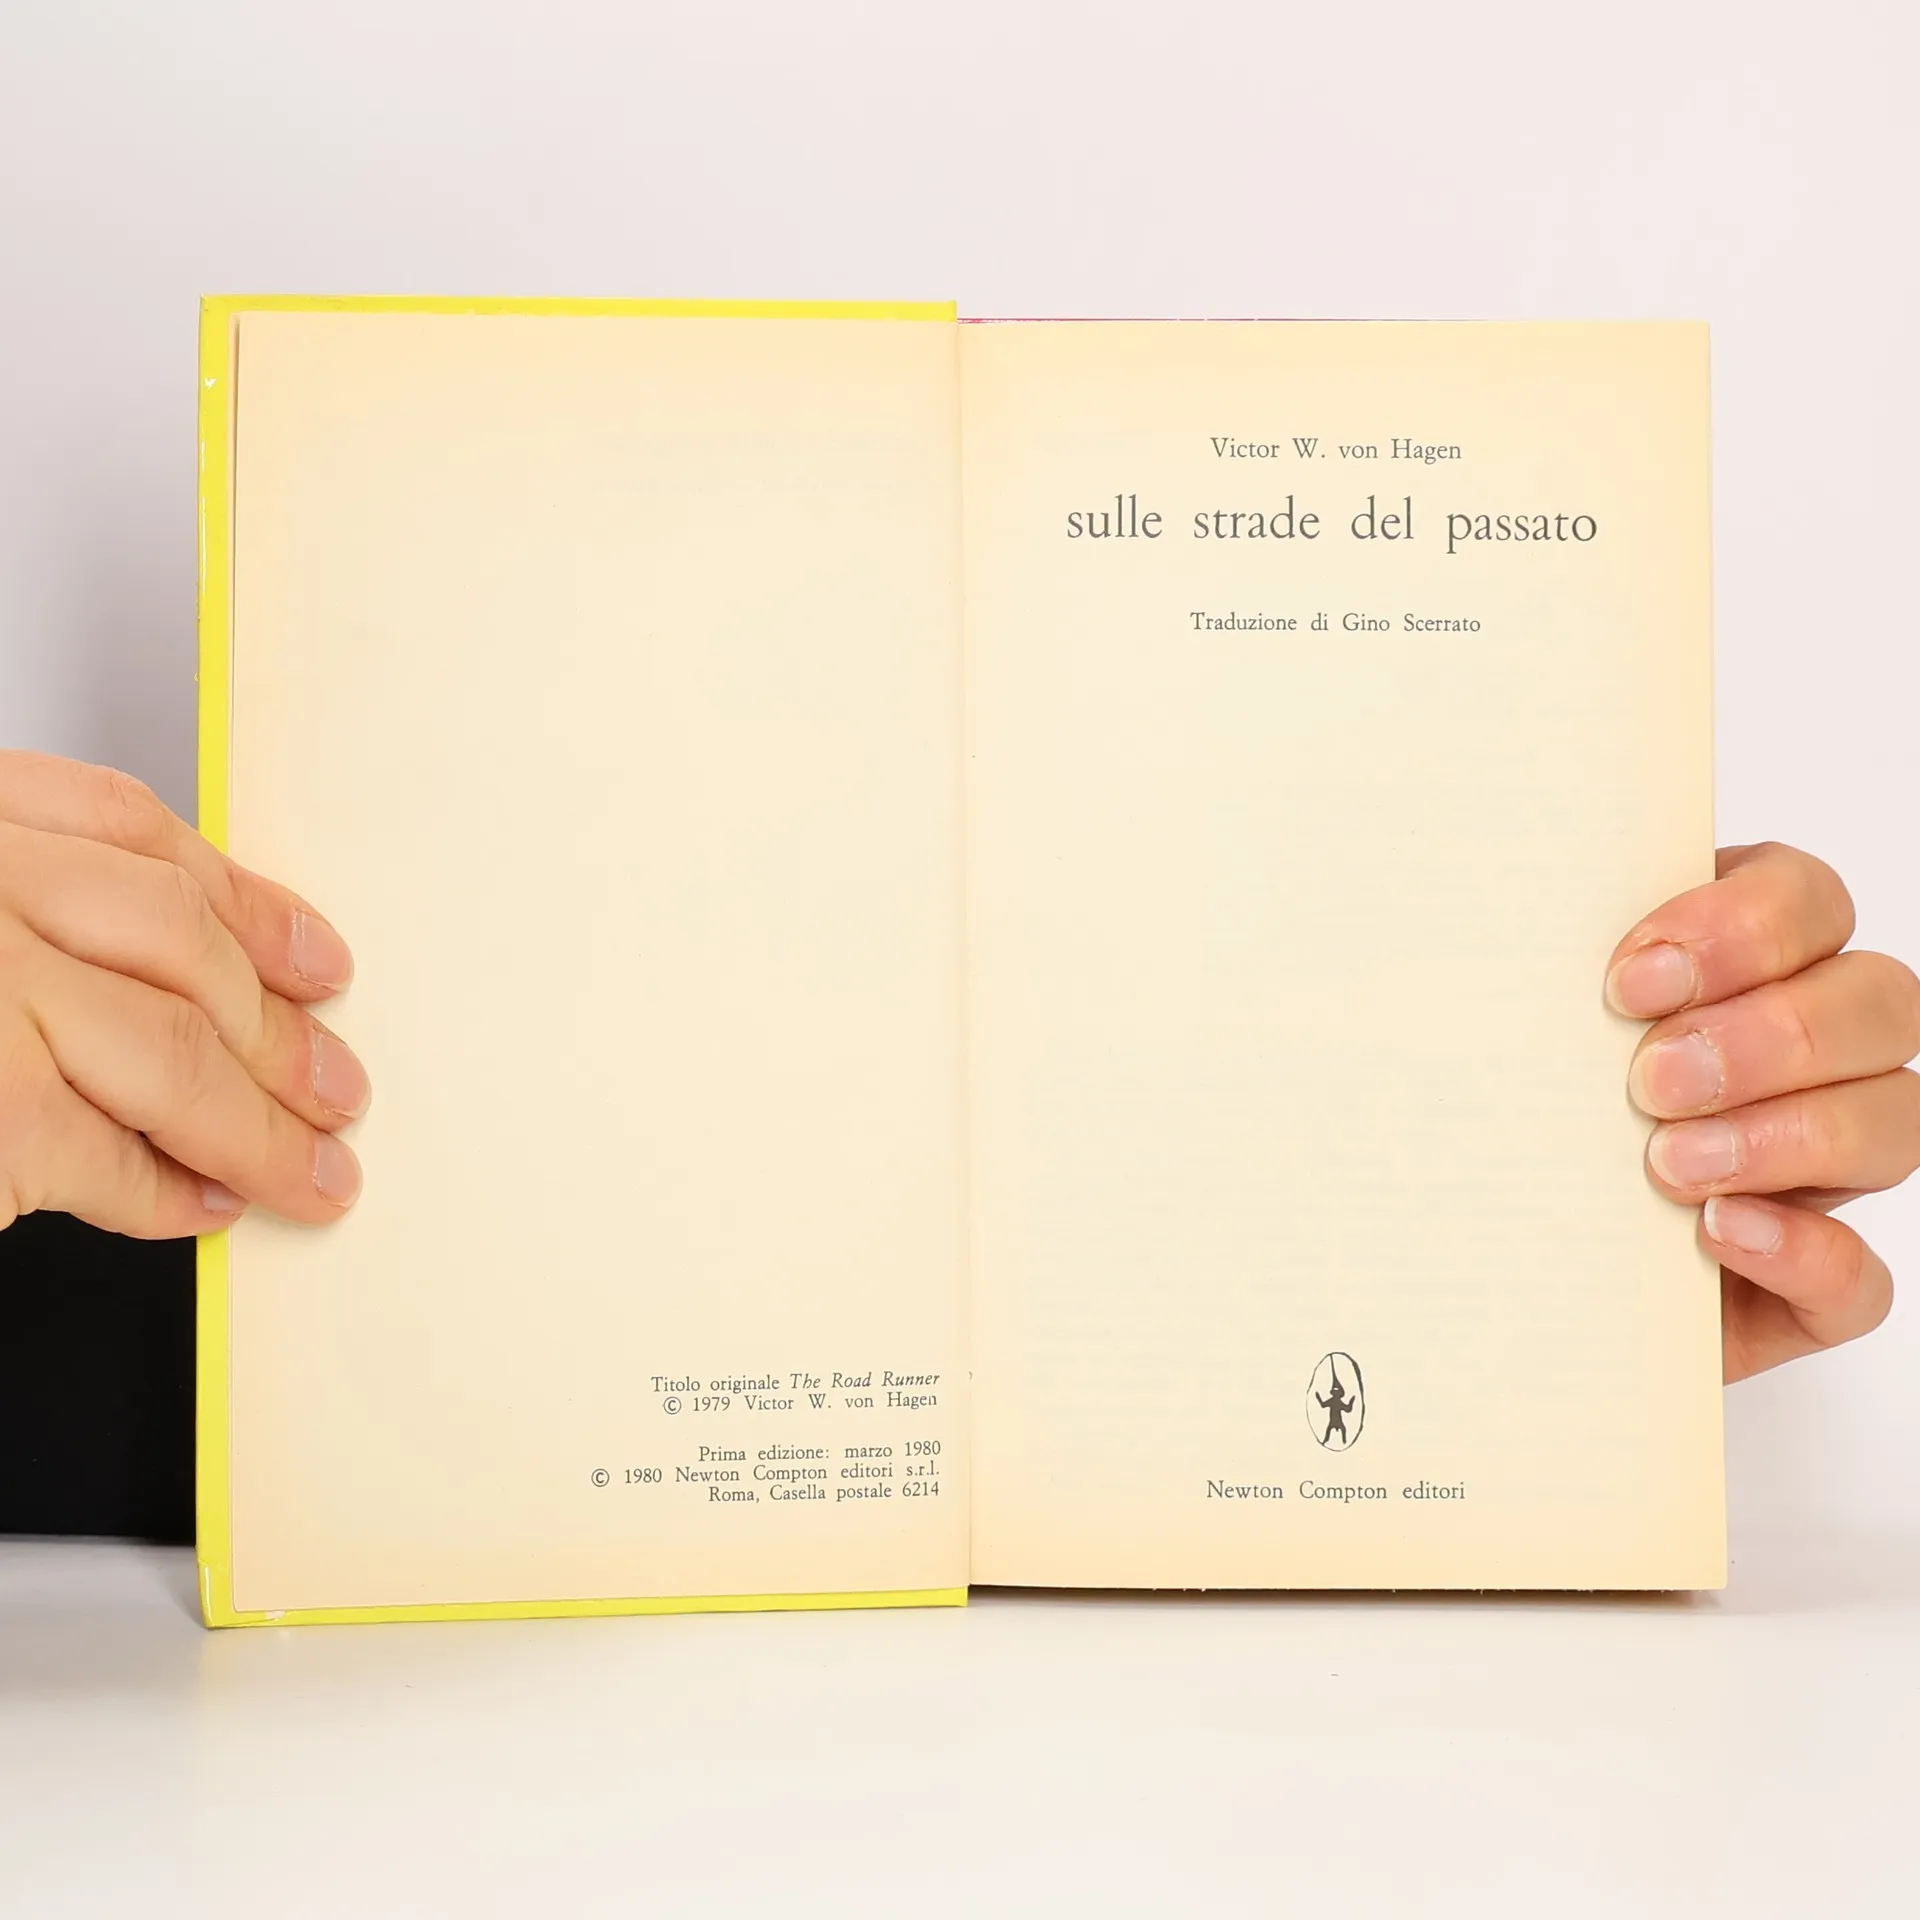 Titolo originale The Road Runner
© 1979 Victor W. von Hagen
Prima edizione: marzo 1980
© 1980 Newton Compton editori s.r.l.
Roma, Casella postale 6214
Victor W. von Hagen
sulle strade del passato
Traduzione di Gino Scerrato
Newton Compton editori